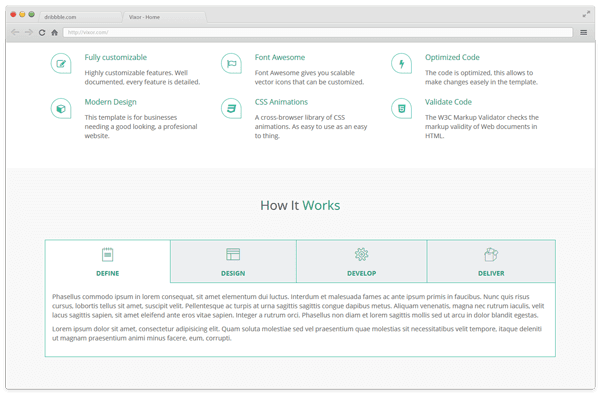 dribbble.com
Vixor - Home
http://vixor.com/
Fully customizable
Highly customizable features. Well
documented, every feature is detailed.
Font Awesome
Font Awesome gives you scalable
vector icons that can be customized.
Optimized Code
The code is optimized, this allows to
make changes easily in the template.
Modern Design
This template is for businesses
needing a good looking, a profesional
website.
CSS Animations
A cross-browser library of CSS
animations. As easy to use as an easy
to thing.
Validate Code
The W3C Markup Validator checks the
markup validity of Web documents in
HTML.
How It Works
DEFINE
DESIGN
DEVELOP
DELIVER
Phasellus commodo ipsum in lorem consequat, sit amet elementum dui luctus. Interdum et malesuada fames ac ante ipsum primis in faucibus. Nunc quis risus
cursus, lobortis tellus sit amet, suscipit velit. Pellentesque ac turpis at urna sagittis sagittis congue dapibus metus. Aliquam venenatis, magna nec rutrum iaculis, velit
lacus sagittis sapien, sit amet eleifend ante eros vitae sapien. Integer a rutrum orci. Phasellus non diam et lorem sagittis mollis sed ut arcu in dolor blandit egestas.
Lorem ipsum dolor sit amet, consectetur adipisicing elit. Quam soluta molestiae sed vel praesentium quae molestias sit necessitatibus velit tempore, itaque deleniti
ut magnam praesentium animi minus facere, eum, corrupti.